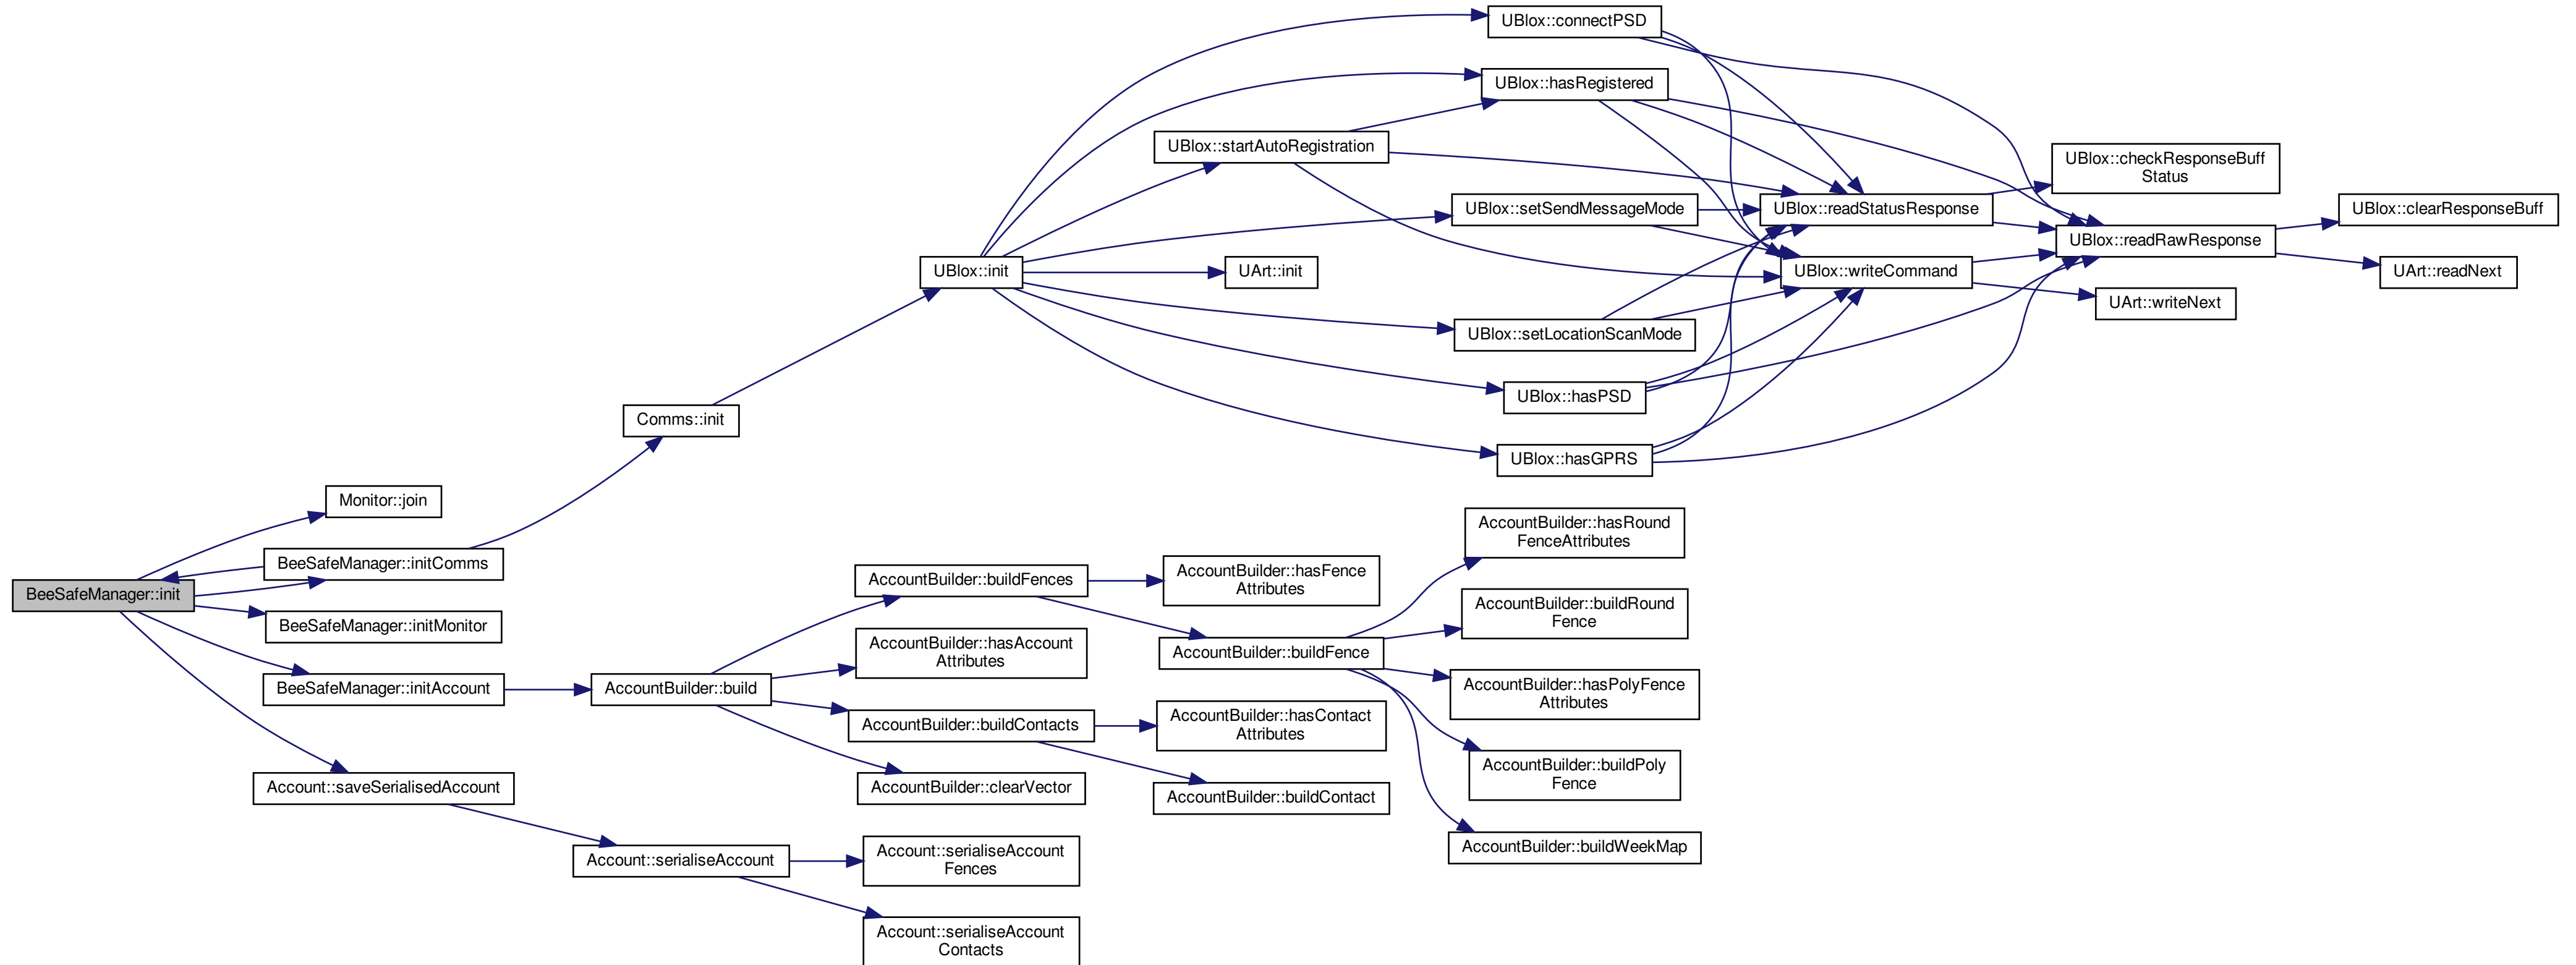 UBlox::connectPSD
UBlox::hasRegistered
UBlox::startAutoRegistration
UBlox::checkResponseBuff
Status
UBlox::setSendMessageMode
UBlox::readStatusResponse
UBlox::clearResponseBuff
UBlox::readRawResponse
UBlox::init
UArt::init
UBlox::writeCommand
UArt::readNext
UArt::writeNext
UBlox::setLocationScanMode
UBlox::hasPSD
Comms::init
UBlox::hasGPRS
Monitor::join
AccountBuilder::hasRound
FenceAttributes
BeeSafeManager::initComms
BeeSafeManager::init
AccountBuilder::buildFences
AccountBuilder::hasFence
Attributes
AccountBuilder::buildRound
Fence
BeeSafeManager::initMonitor
AccountBuilder::hasAccount
Attributes
AccountBuilder::buildFence
BeeSafeManager::initAccount
AccountBuilder::build
AccountBuilder::hasPolyFence
Attributes
AccountBuilder::buildContacts
AccountBuilder::hasContact
Attributes
AccountBuilder::buildPoly
Fence
Account::saveSerialisedAccount
AccountBuilder::clearVector
AccountBuilder::buildContact
AccountBuilder::buildWeekMap
Account::serialiseAccount
Account::serialiseAccount
Fences
Account::serialiseAccount
Contacts